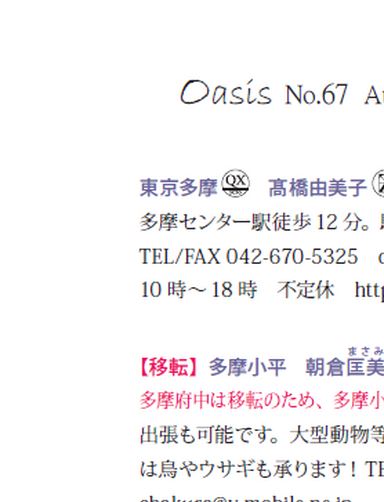 Oasis No.67
東京多摩 QX 髙橋由美子
多摩センター駅徒歩 12 分。
TEL/FAX 042-670-5325
10 時～ 18 時 不定休 http
まさみ
【移転】 多摩小平 朝倉匡美
多摩府中は移転のため、多摩小
出張も可能です。大型動物等
は鳥やウサギも承ります！ TE